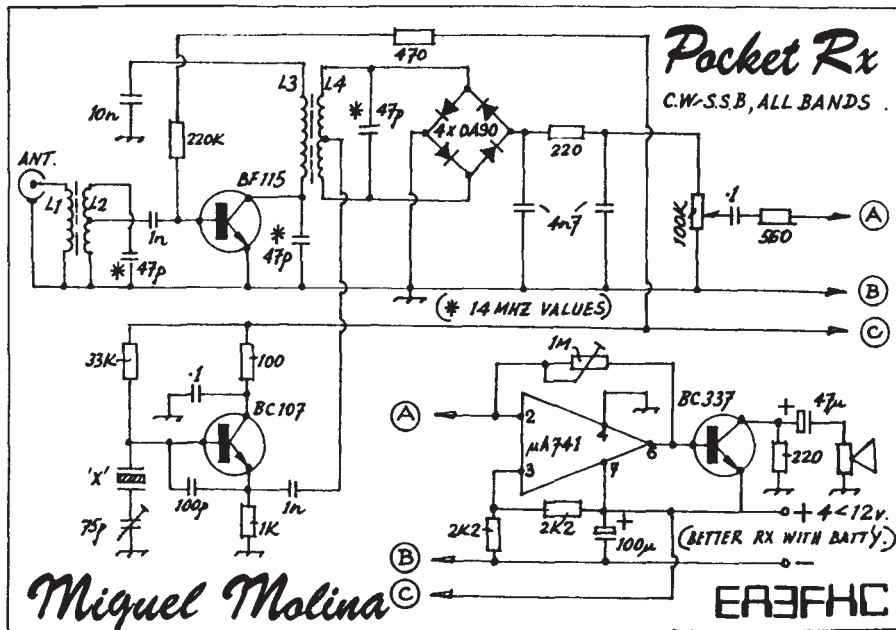 Pocket Rx
C.W-S.S.B, ALL BANDS.
470
L3
L4
10n
* 47p
4 x OA90
220K
220
ANT.
BF115
L1
L2
1n
* 47p
* 47p
4n7
100K
.1
560
A
B
(* 14 MHZ VALUES)
C
33K
100
.1
BC107
1M
A
2
4
µA741
6
3
7
BC337
+
47µ
220
'X'
100p
1n
75p
1K
2K2
2K2
+
100µ
+ 4<12v.
(BETTER RX WITH BATT'Y.)
B
-
C
Miguel Molina
EA3FHC